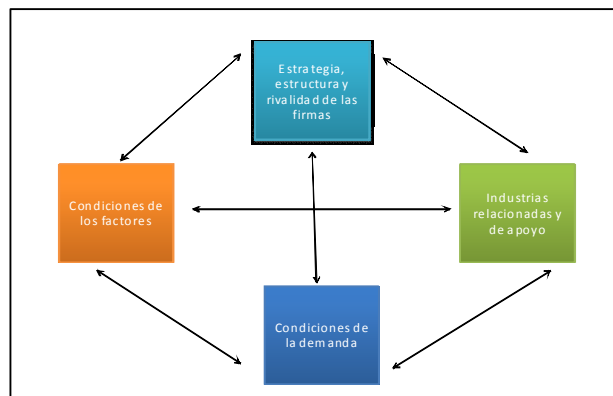 Estrategia,
estructura y
rivalidad de las
firmas
Condiciones de
los factores
Industrias
relacionadas y
de apoyo
Condiciones de
la demanda